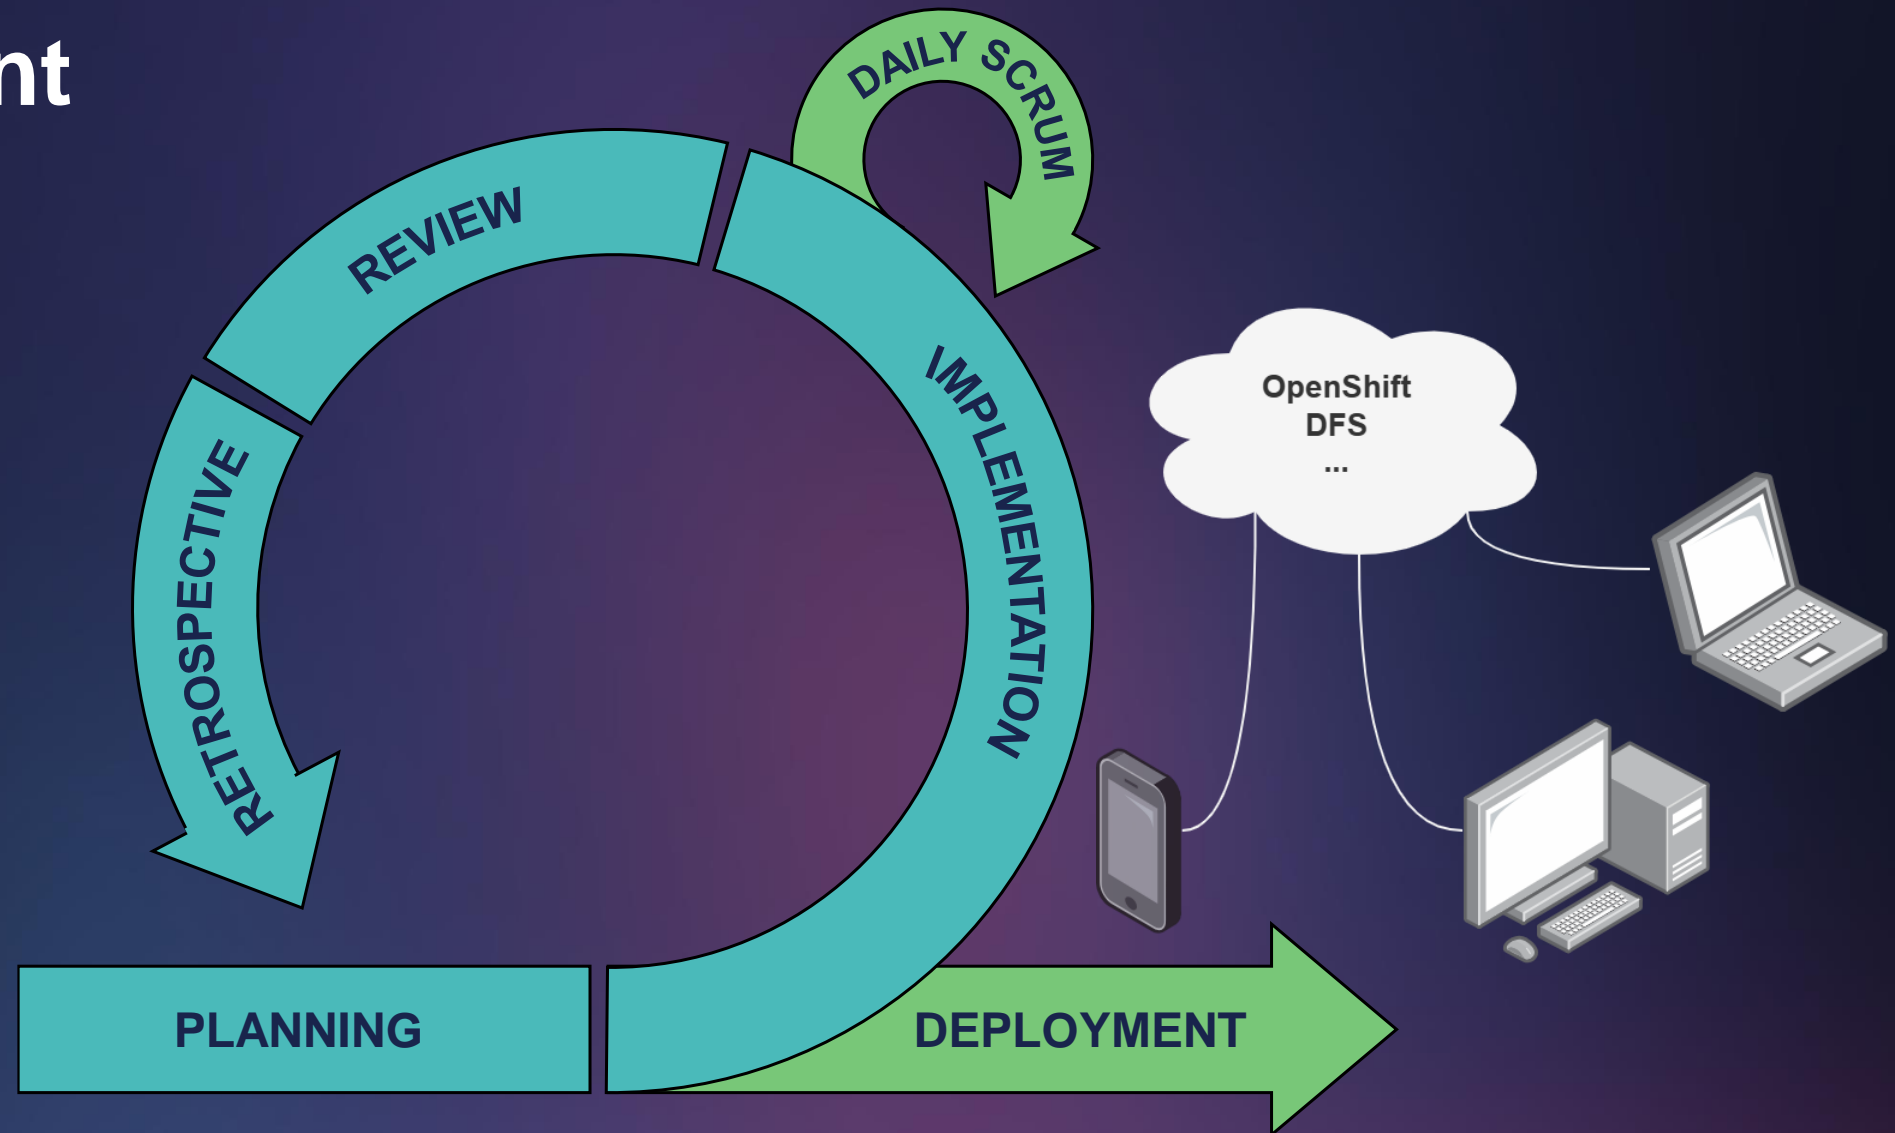 nt
DAILY SCRUM
REVIEW
IMPLEMENTATION
RETROSPECTIVE
OpenShift
DFS
...
PLANNING
DEPLOYMENT